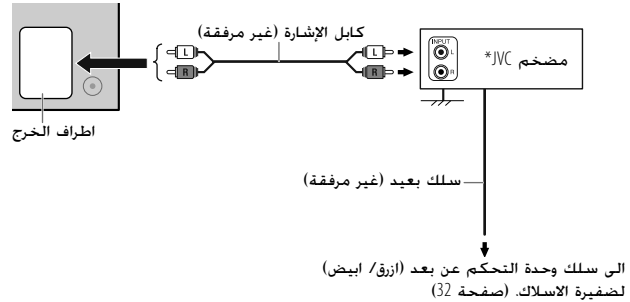 كابل الإشارة (غير مرفقة)
L
R
L
R
INPUT
L
R
مضخم JVC*
اطراف الخرج
سلك بعيد (غير مرفقة)
الى سلك وحدة التحكم عن بعد (ازرق/ ابيض)
لضفيرة الاسلاك. (صفحة 32)